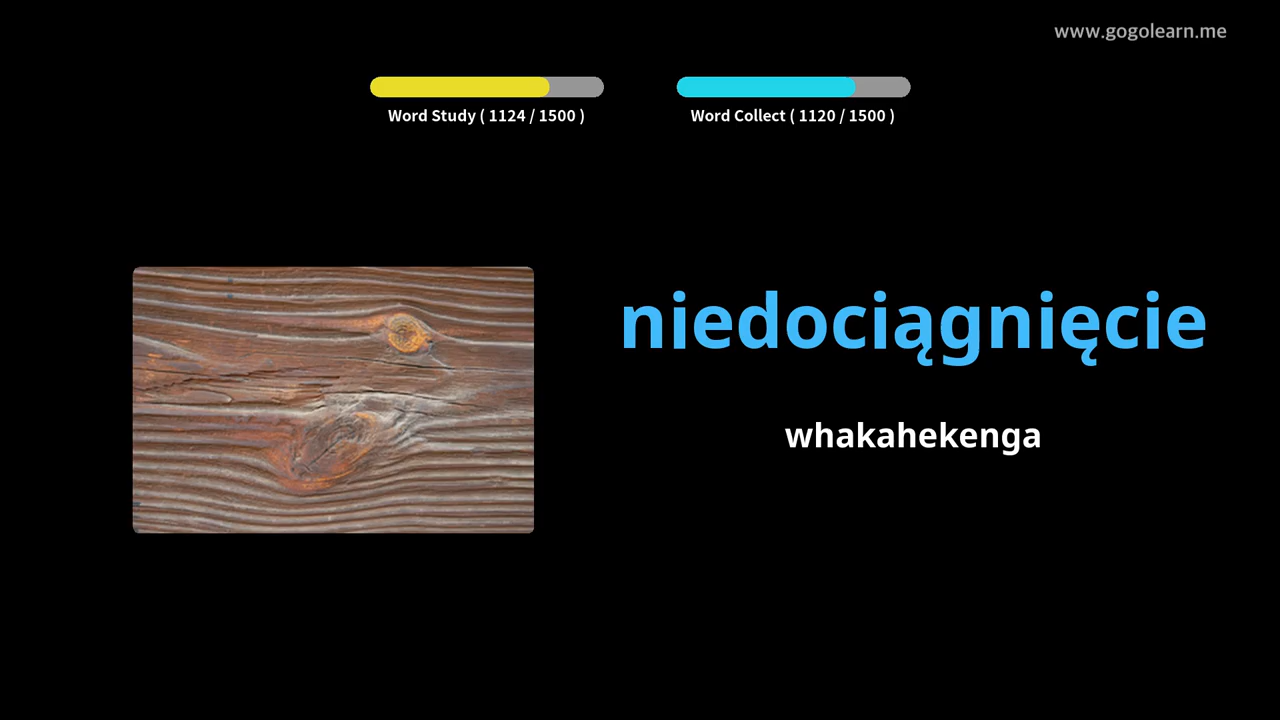 www.gogolearn.me
Word Study ( 1124 / 1500 )
Word Collect ( 1120 / 1500 )
niedociągnięcie
whakahekenga